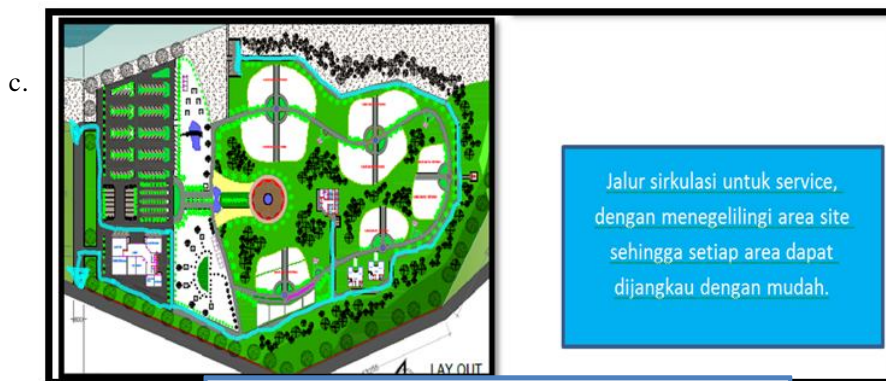 c.
Jalur sirkulasi untuk service,
dengan menegelilingi area site
sehingga setiap area dapat
dijangkau dengan mudah.
LAY OUT